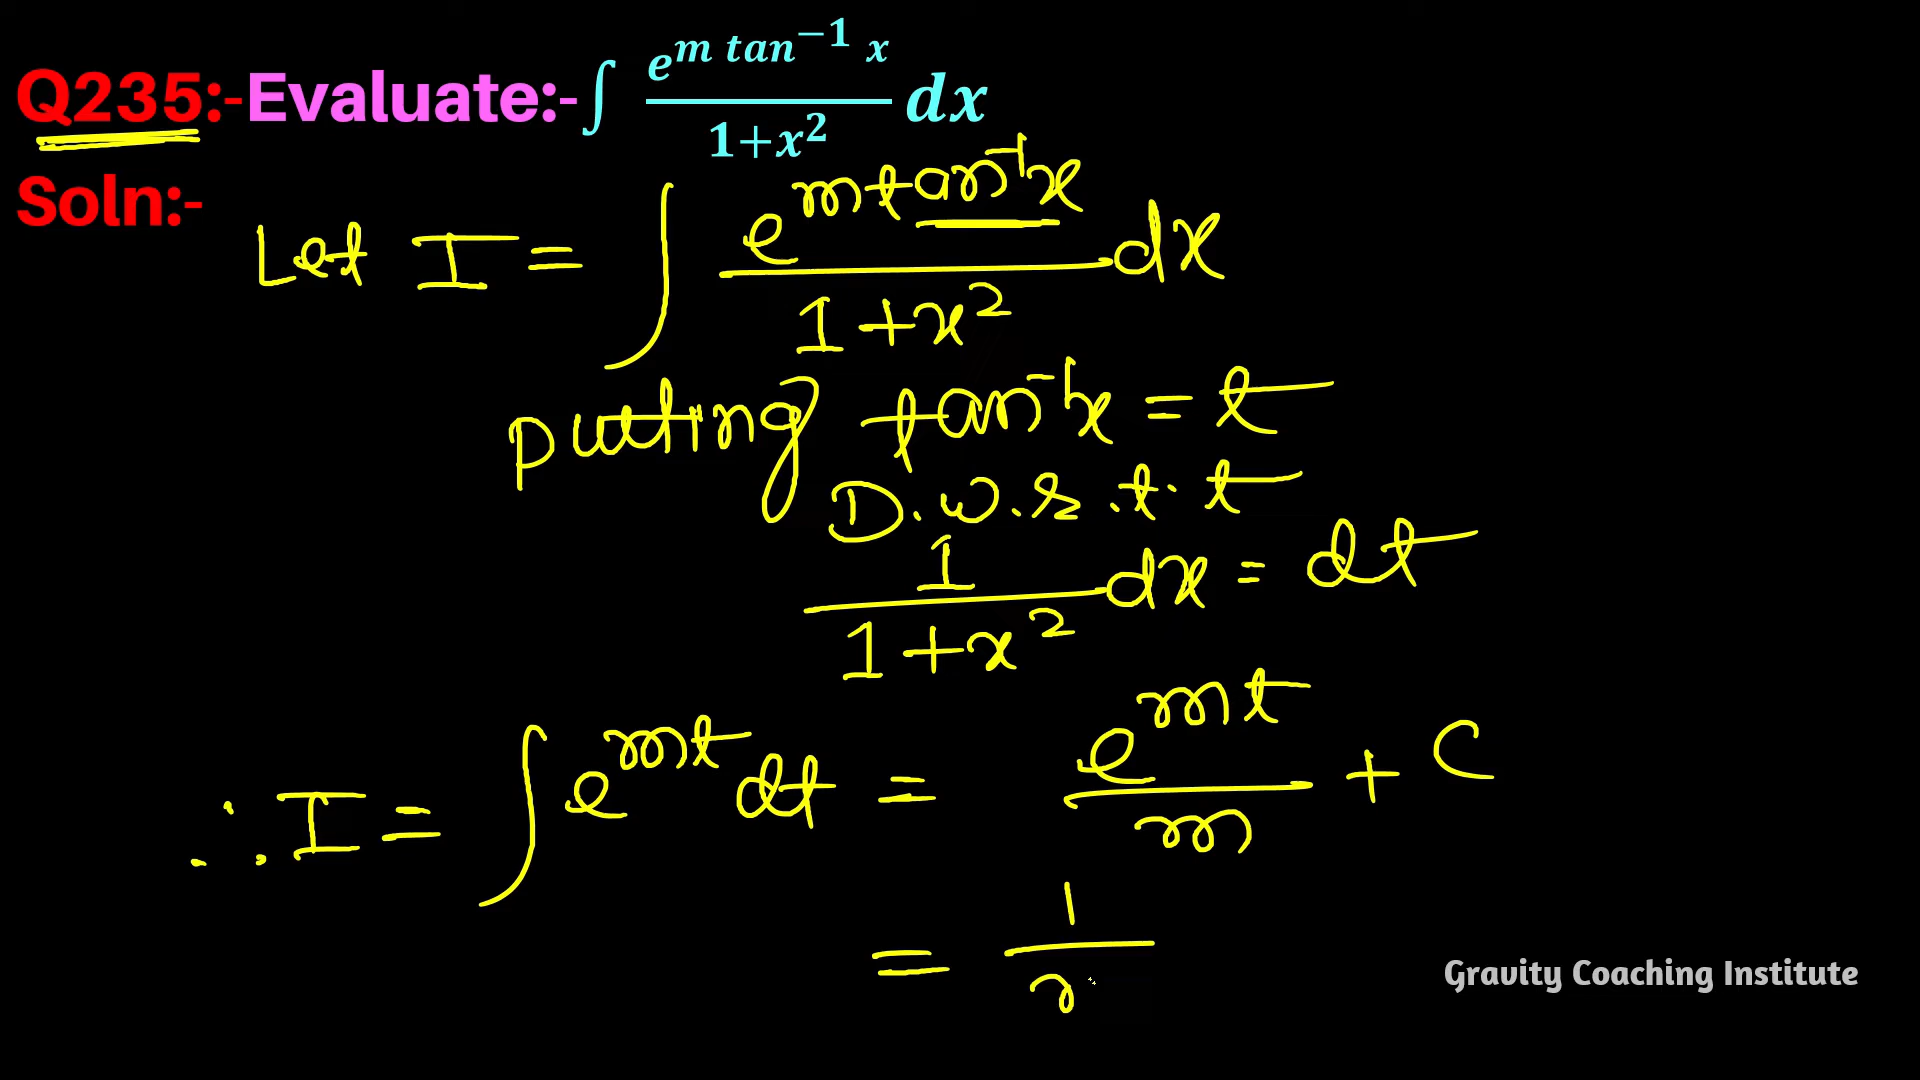 Q235:-Evaluate:-∫ e^(m tan⁻¹ x) / (1+x²) dx
Soln:-
Let I = ∫ e^(m tan⁻¹x) / (1+x²) dx
putting tan⁻¹x = t
D.w.r.t. t
1/(1+x²) dx = dt
∴ I = ∫ e^(mt) dt = e^(mt)/m + C
= 1/
Gravity Coaching Institute